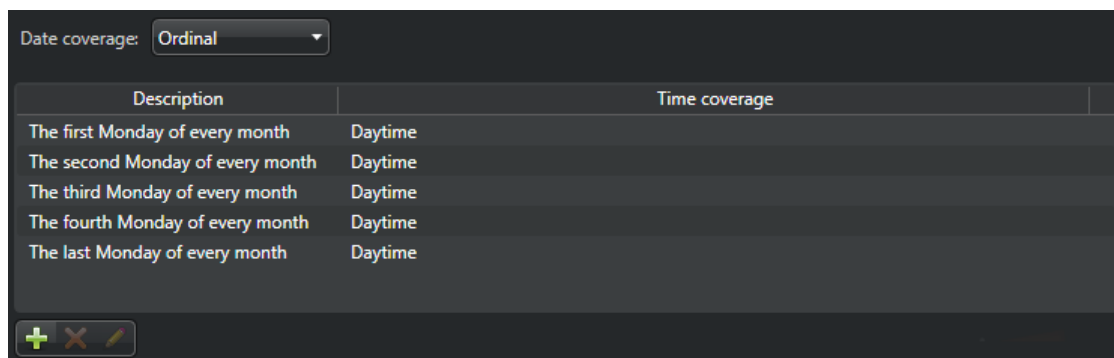 Date coverage: Ordinal
Description Time coverage
The first Monday of every month Daytime
The second Monday of every month Daytime
The third Monday of every month Daytime
The fourth Monday of every month Daytime
The last Monday of every month Daytime